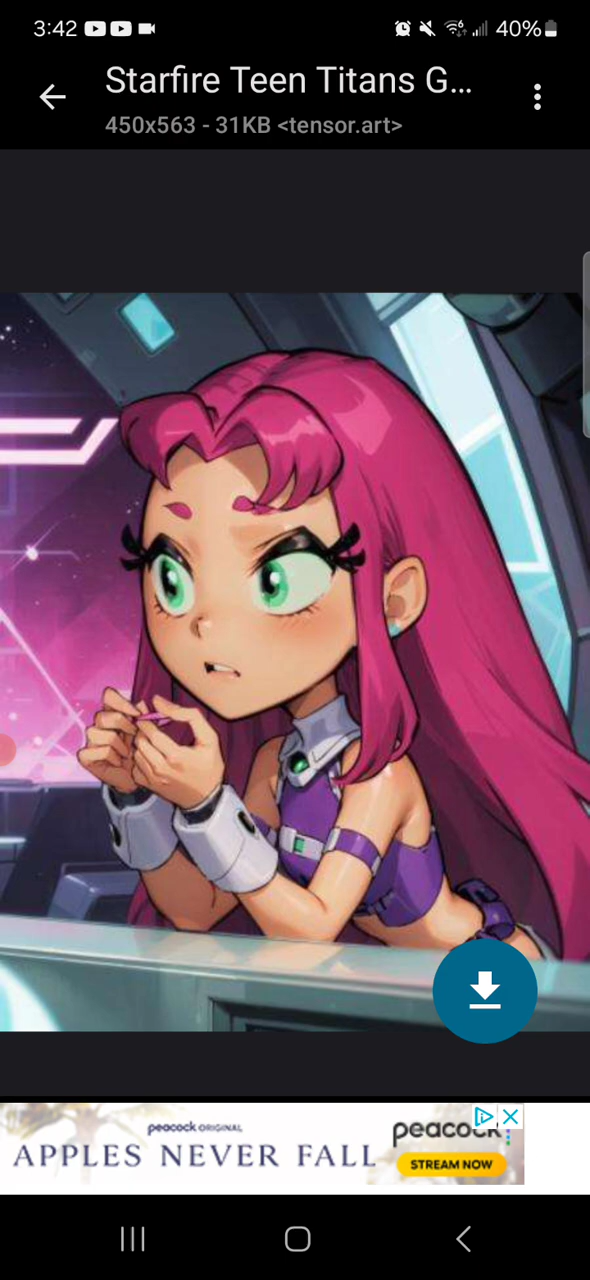 3:42
40%
Starfire Teen Titans G...
450x563 - 31KB <tensor.art>
peacock ORIGINAL
APPLES NEVER FALL
peacock
STREAM NOW